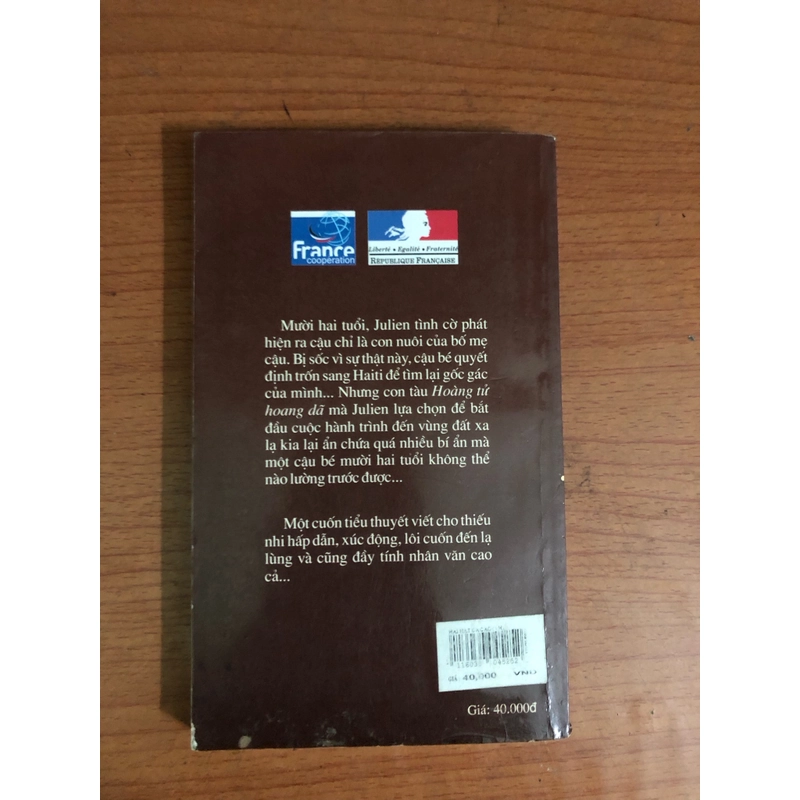 France
cooperation
Liberté • Egalité • Fraternité
RÉPUBLIQUE FRANÇAISE
Mười hai tuổi, Julien tình cờ phát
hiện ra cậu chỉ là con nuôi của bố mẹ
cậu. Bị sốc vì sự thật này, cậu bé quyết
định trốn sang Haiti để tìm lại gốc gác
của mình... Nhưng con tàu Hoàng tử
hoang dã mà Julien lựa chọn để bắt
đầu cuộc hành trình đến vùng đất xa
lạ kia lại ẩn chứa quá nhiều bí ẩn mà
một cậu bé mười hai tuổi không thể
nào lường trước được...
Một cuốn tiểu thuyết viết cho thiếu
nhi hấp dẫn, xúc động, lôi cuốn đến lạ
lùng và cũng đầy tính nhân văn cao
cả...
Giá: 40,000 VND
Giá: 40.000đ